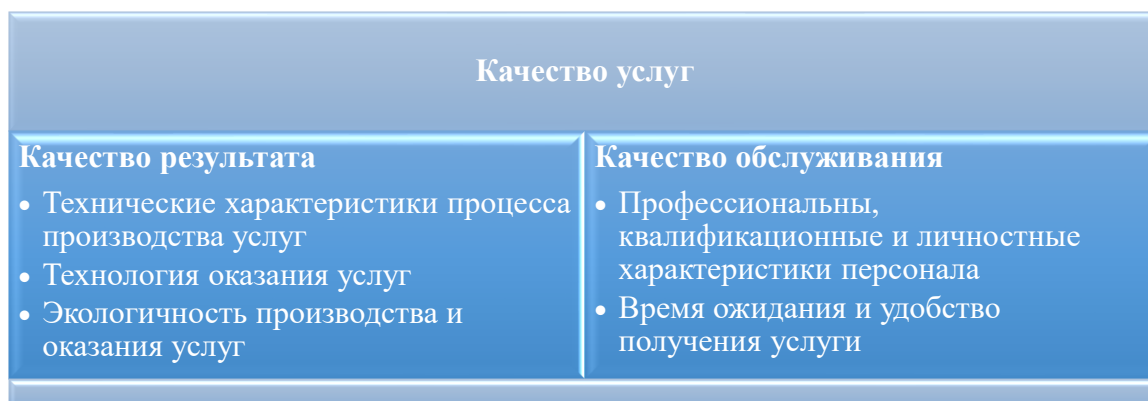 Качество услуг
Качество результата
• Технические характеристики процесса
производства услуг
• Технология оказания услуг
• Экологичность производства и
оказания услуг
Качество обслуживания
• Профессиональны,
квалификационные и личностные
характеристики персонала
• Время ожидания и удобство
получения услуги